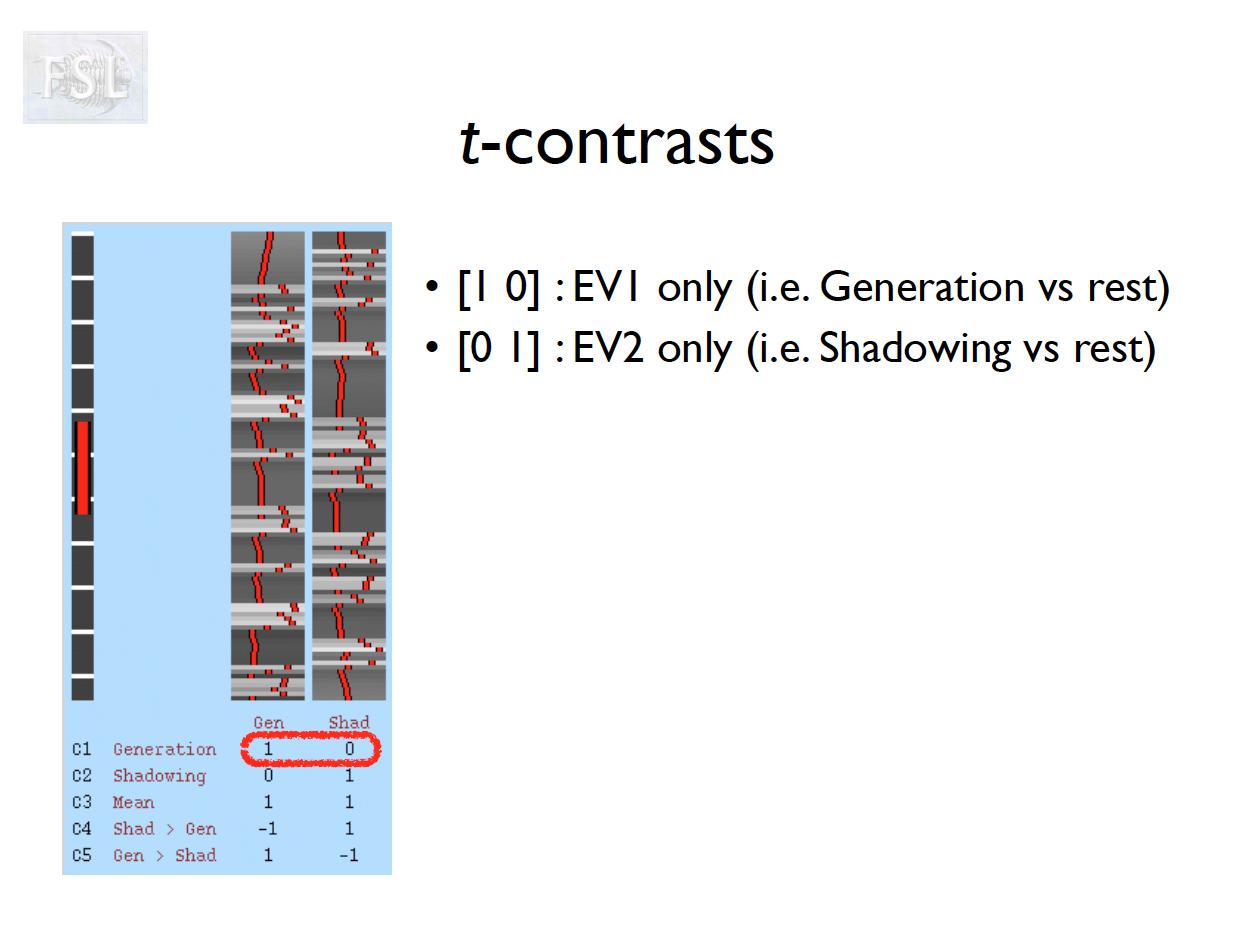 FSL
t-contrasts
• [1 0] : EV1 only (i.e. Generation vs rest)
• [0 1] : EV2 only (i.e. Shadowing vs rest)
Gen Shad
C1 Generation 1 0
C2 Shadowing 0 1
C3 Mean 1 1
C4 Shad > Gen -1 1
C5 Gen > Shad 1 -1